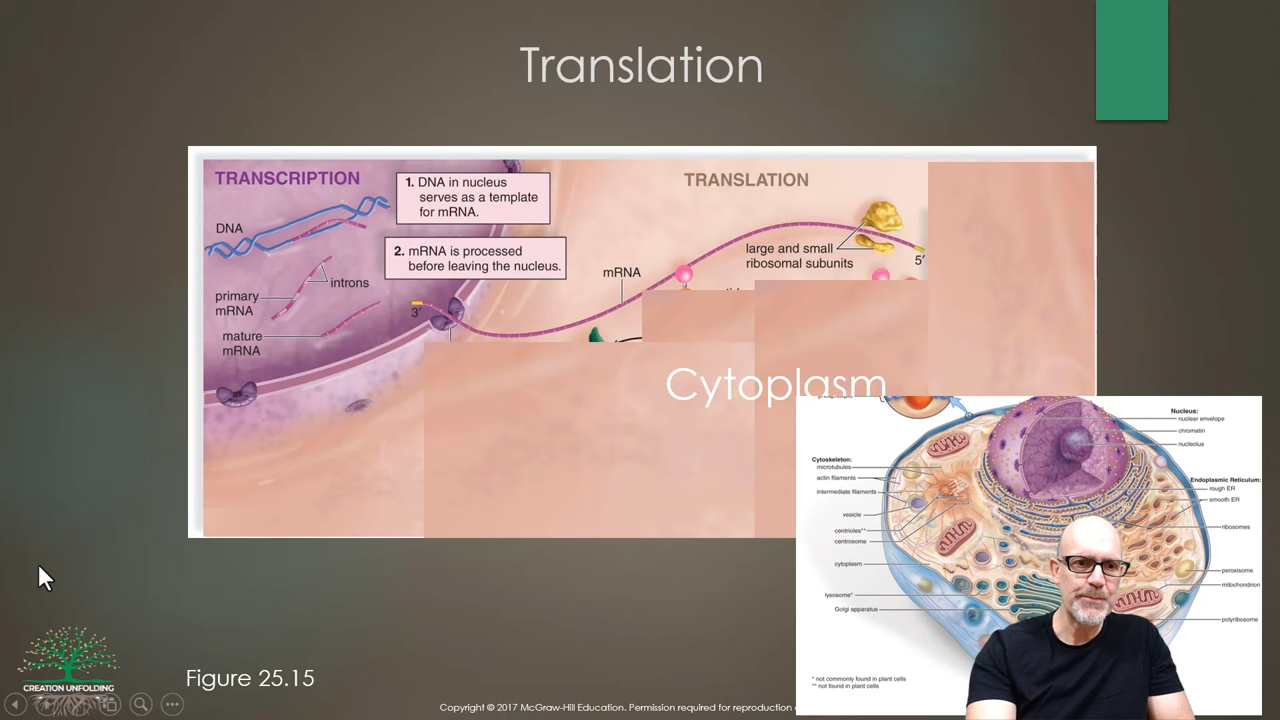 Translation
TRANSCRIPTION
1. DNA in nucleus
serves as a template
for mRNA.
TRANSLATION
DNA
2. mRNA is processed
before leaving the nucleus.
large and small
ribosomal subunits
5′
mRNA
introns
primary
mRNA
3′
mature
mRNA
Cytoplasm
Nucleus:
nuclear envelope
chromatin
nucleolus
Cytoskeleton:
microtubules
actin filaments
intermediate filaments
Endoplasmic Reticulum:
rough ER
smooth ER
vesicle
ribosomes
centrioles**
centrosome
cytoplasm
peroxisome
mitochondrion
lysosome*
Golgi apparatus
polyribosome
* not commonly found in plant cells
** not found in plant cells
CREATION UNFOLDING
Figure 25.15
Copyright © 2017 McGraw-Hill Education. Permission required for reproduction